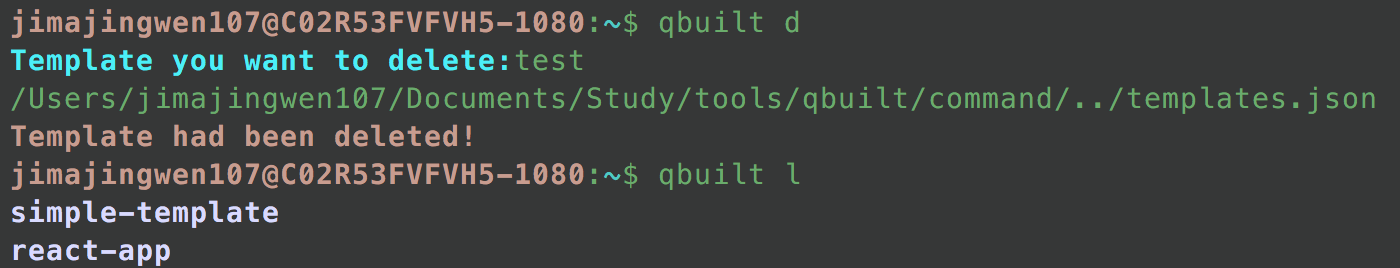 jimajingwen107@C02R53FVFVH5-1080:~$ qbuilt d
Template you want to delete:test
/Users/jimajingwen107/Documents/Study/tools/qbuilt/command/../templates.json
Template had been deleted!
jimajingwen107@C02R53FVFVH5-1080:~$ qbuilt l
simple-template
react-app